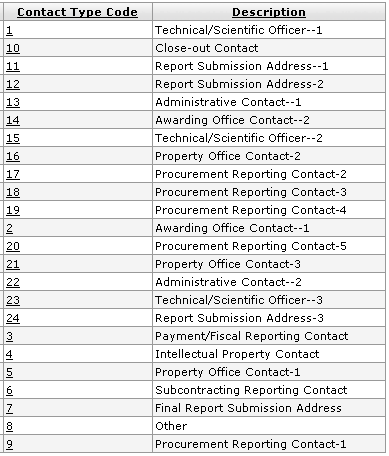 Contact Type Code Description
1 Technical/Scientific Officer--1
10 Close-out Contact
11 Report Submission Address--1
12 Report Submission Address-2
13 Administrative Contact--1
14 Awarding Office Contact--2
15 Technical/Scientific Officer--2
16 Property Office Contact-2
17 Procurement Reporting Contact-2
18 Procurement Reporting Contact-3
19 Procurement Reporting Contact-4
2 Awarding Office Contact--1
20 Procurement Reporting Contact-5
21 Property Office Contact-3
22 Administrative Contact--2
23 Technical/Scientific Officer--3
24 Report Submission Address-3
3 Payment/Fiscal Reporting Contact
4 Intellectual Property Contact
5 Property Office Contact-1
6 Subcontracting Reporting Contact
7 Final Report Submission Address
8 Other
9 Procurement Reporting Contact-1